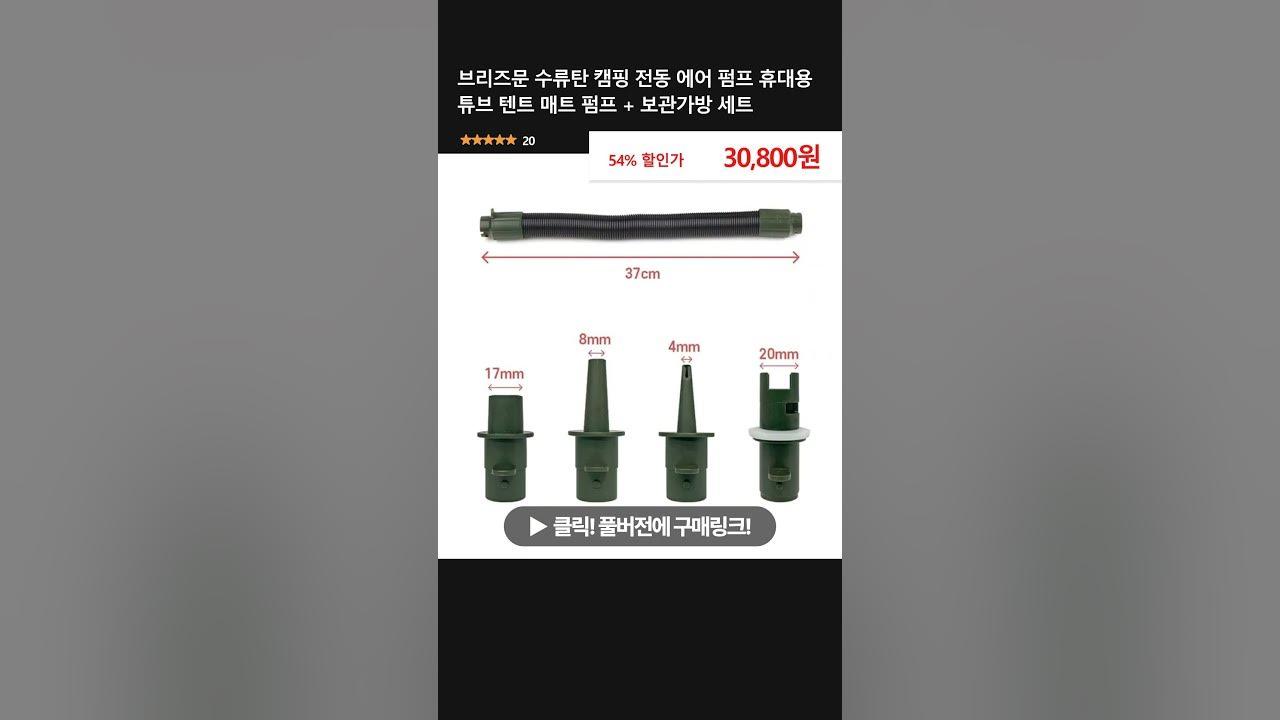 브리즈문 수류탄 캠핑 전동 에어 펌프 휴대용
튜브 텐트 매트 펌프 + 보관가방 세트
20
54% 할인가 30,800원
37cm
17mm
8mm
4mm
20mm
▶ 클릭! 풀버전에 구매링크!